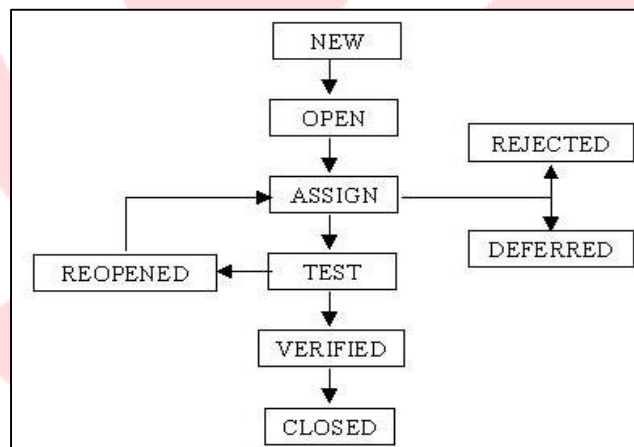 NEW
OPEN
REJECTED
ASSIGN
DEFERRED
REOPENED
TEST
VERIFIED
CLOSED